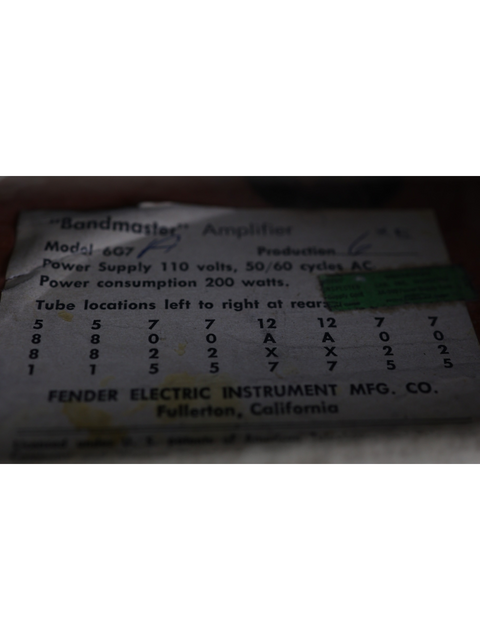 "Bandmaster" Amplifier
Model 6G7 Production 6
Power Supply 110 volts, 50/60 cycles AC
Power consumption 200 watts.
Tube locations left to right at rear
5 5 7 7 12 12 7 7
8 8 0 0 A A 0 0
8 8 2 2 X X 2 2
1 1 5 5 7 7 5 5
FENDER ELECTRIC INSTRUMENT MFG. CO.
Fullerton, California